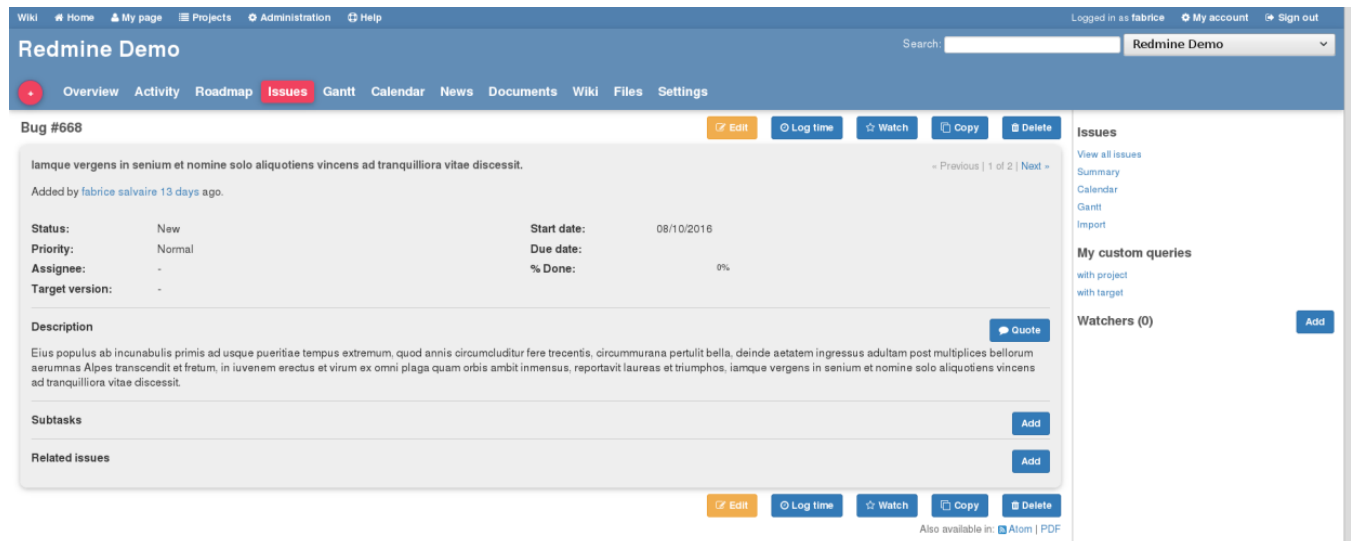 Wiki Home My page Projects Administration Help Logged in as fabrice My account Sign out
Redmine Demo Search: Redmine Demo
+ Overview Activity Roadmap Issues Gantt Calendar News Documents Wiki Files Settings
Bug #668 Edit Log time Watch Copy Delete
Iamque vergens in senium et nomine solo aliquotiens vincens ad tranquilliora vitae discessit. « Previous | 1 of 2 | Next »
Added by fabrice salvaire 13 days ago.
Status: New Start date: 08/10/2016
Priority: Normal Due date:
Assignee: - % Done: 0%
Target version: -
Description Quote
Eius populus ab incunabulis primis ad usque pueritiae tempus extremum, quod annis circumcluditur fere trecentis, circummurana pertulit bella, deinde aetatem ingressus adultam post multiplices bellorum
aerumnas Alpes transcendit et fretum, in iuvenem erectus et virum ex omni plaga quam orbis ambit inmensus, reportavit laureas et triumphos, iamque vergens in senium et nomine solo aliquotiens vincens
ad tranquilliora vitae discessit.
Subtasks Add
Related issues Add
Edit Log time Watch Copy Delete
Also available in: Atom | PDF
Issues
View all issues
Summary
Calendar
Gantt
Import
My custom queries
with project
with target
Watchers (0) Add